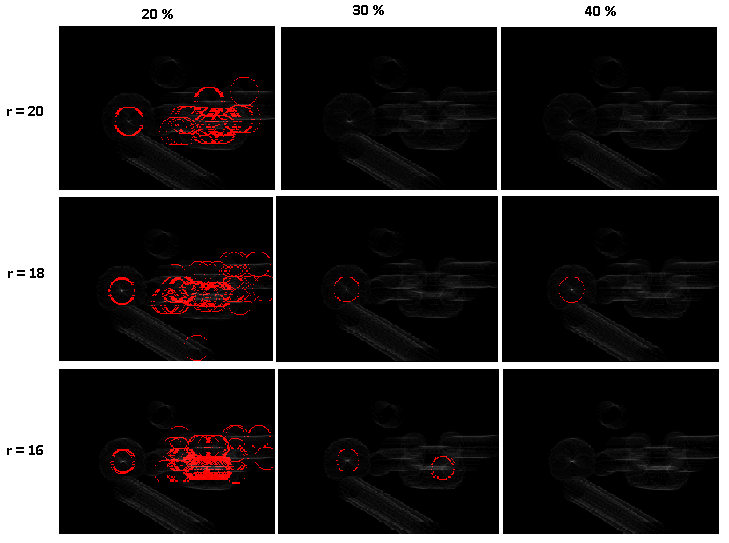 20 %
30 %
40 %
r = 20
r = 18
r = 16